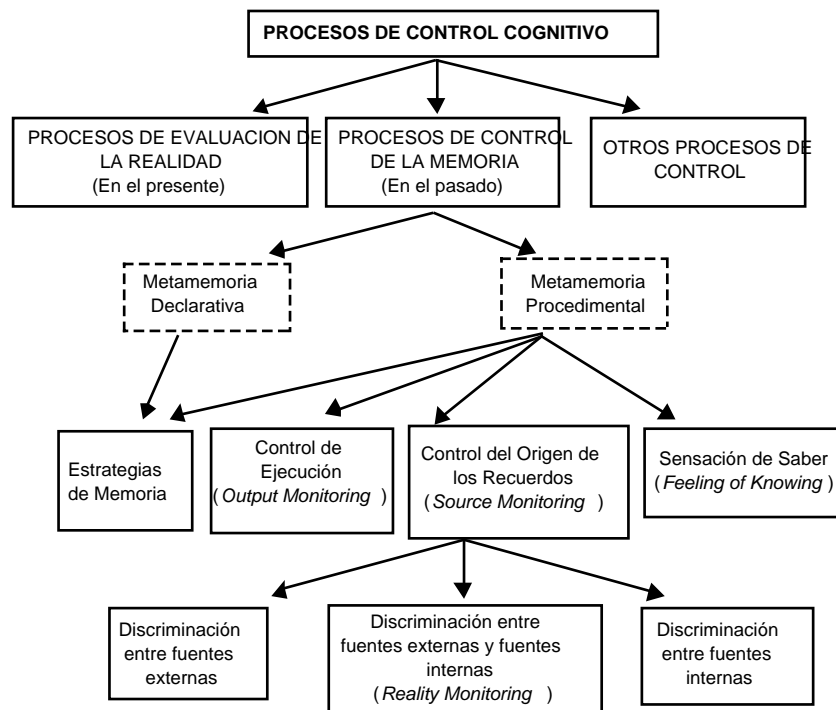 PROCESOS DE CONTROL COGNITIVO
PROCESOS DE EVALUACION DE
LA REALIDAD
(En el presente)
PROCESOS DE CONTROL
DE LA MEMORIA
(En el pasado)
OTROS PROCESOS DE
CONTROL
Metamemoria
Declarativa
Metamemoria
Procedimental
Estrategias
de Memoria
Control de
Ejecución
(Output Monitoring )
Control del Origen de
los Recuerdos
(Source Monitoring )
Sensación de Saber
(Feeling of Knowing )
Discriminación
entre fuentes
externas
Discriminación entre
fuentes externas y fuentes
internas
(Reality Monitoring )
Discriminación
entre fuentes
internas